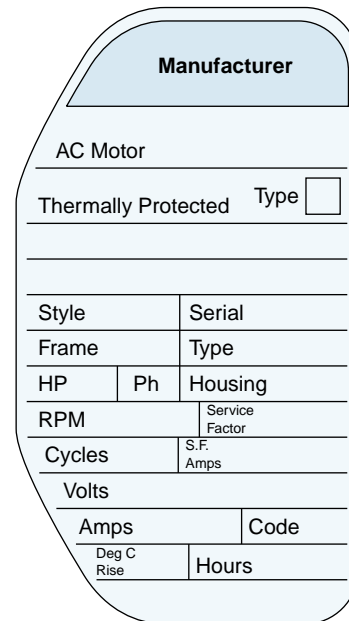 Manufacturer
AC Motor
Thermally Protected Type
Style Serial
Frame Type
HP Ph Housing
RPM Service
Factor
Cycles S.F.
Amps
Volts
Amps Code
Deg C
Rise Hours